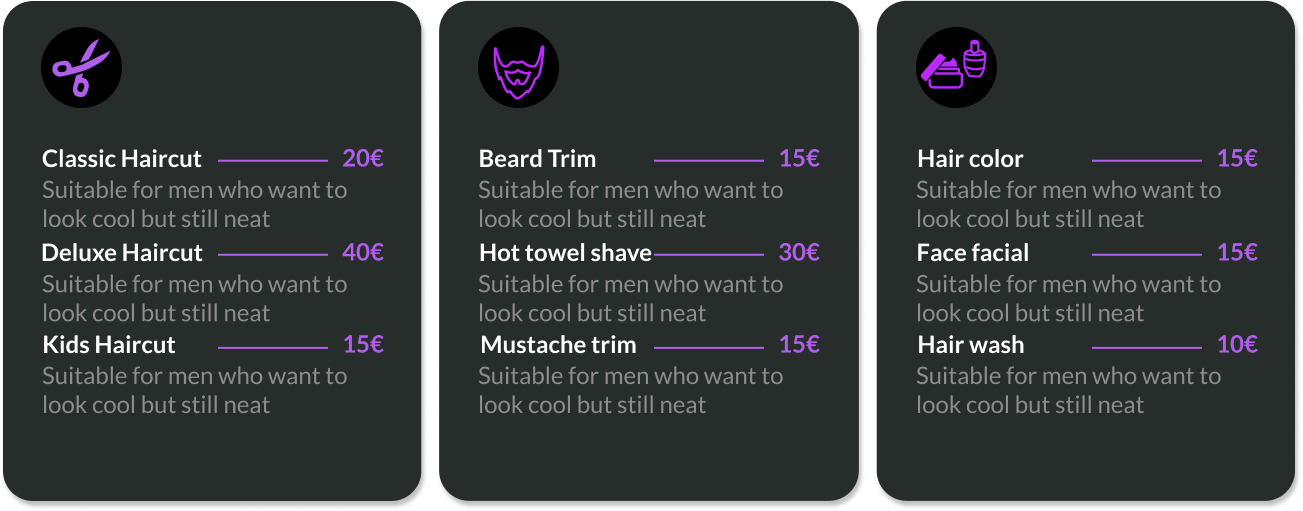 Classic Haircut 20€
Suitable for men who want to
look cool but still neat
Deluxe Haircut 40€
Suitable for men who want to
look cool but still neat
Kids Haircut 15€
Suitable for men who want to
look cool but still neat
Beard Trim 15€
Suitable for men who want to
look cool but still neat
Hot towel shave 30€
Suitable for men who want to
look cool but still neat
Mustache trim 15€
Suitable for men who want to
look cool but still neat
Hair color 15€
Suitable for men who want to
look cool but still neat
Face facial 15€
Suitable for men who want to
look cool but still neat
Hair wash 10€
Suitable for men who want to
look cool but still neat